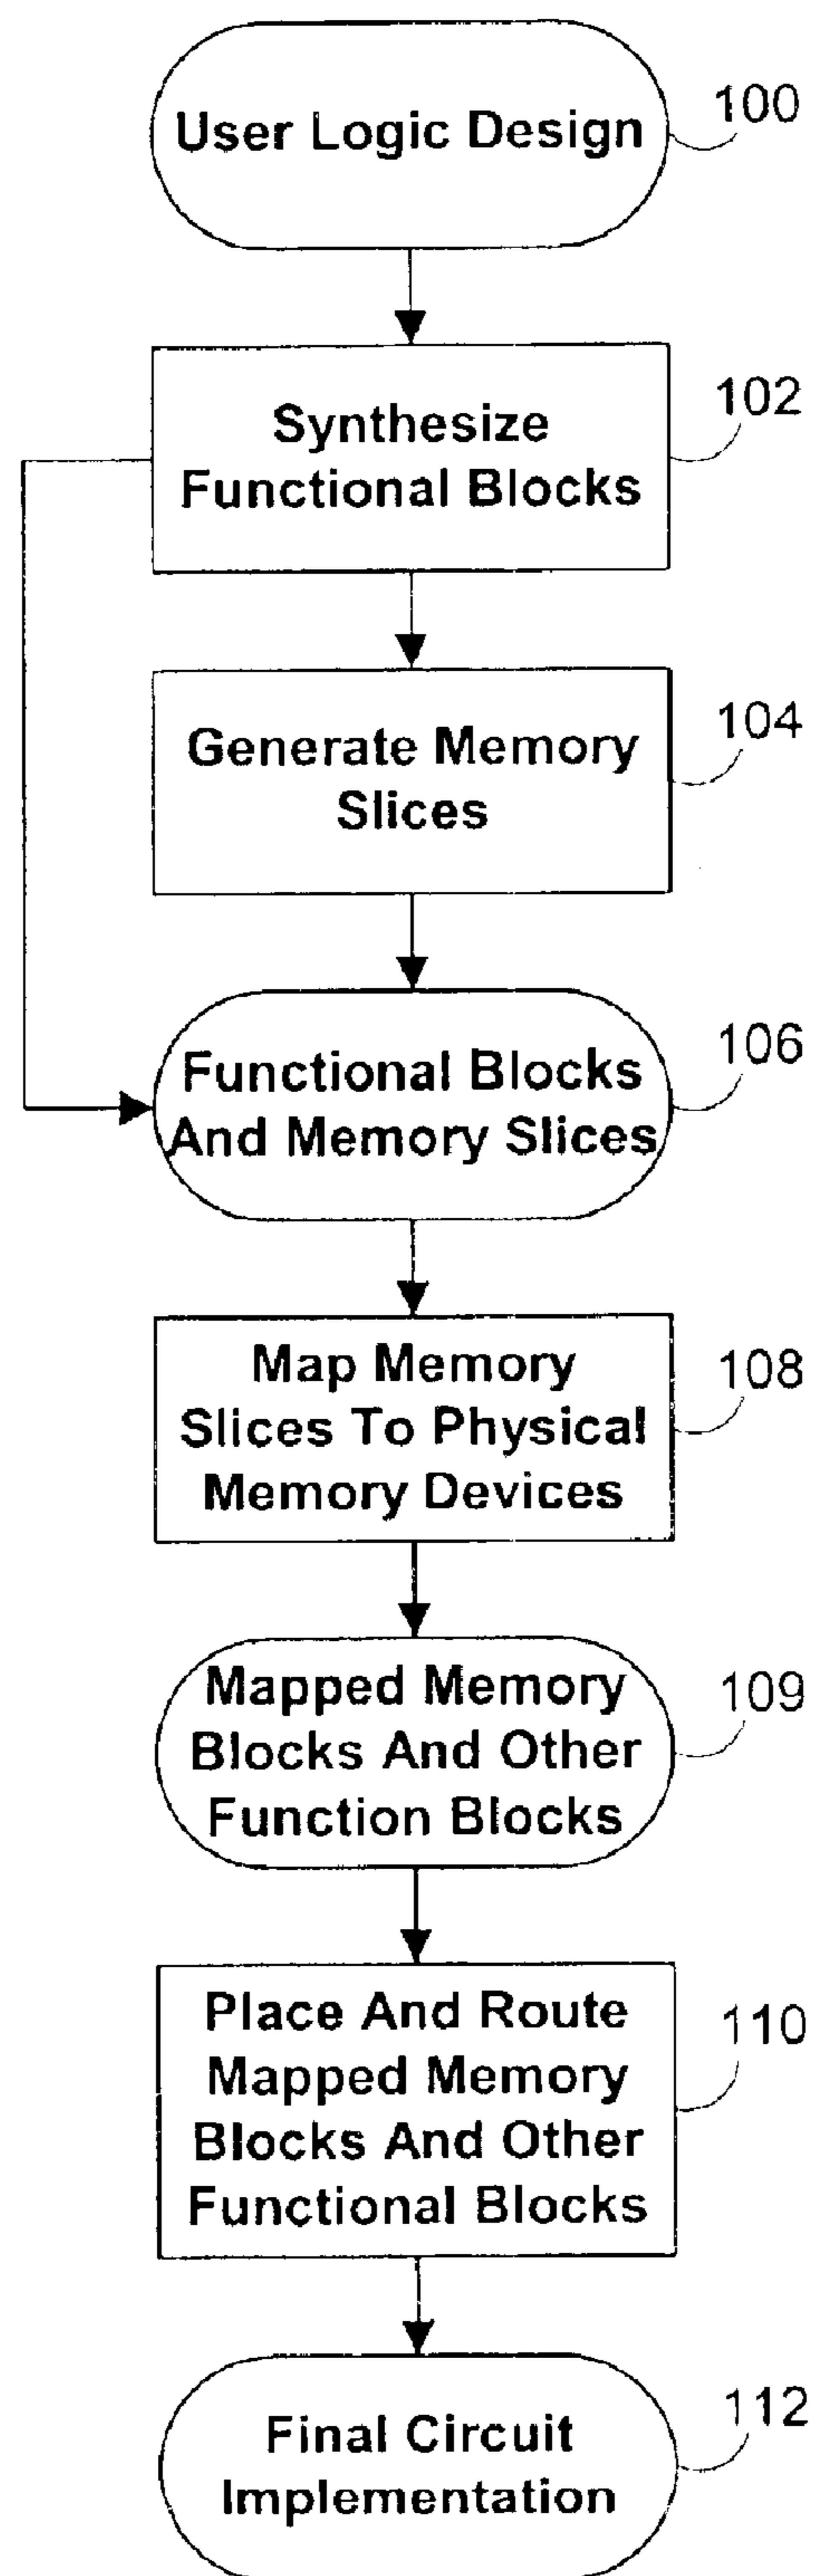 User Logic Design
100
Synthesize
Functional Blocks
102
Generate Memory
Slices
104
Functional Blocks
And Memory Slices
106
Map Memory
Slices To Physical
Memory Devices
108
Mapped Memory
Blocks And Other
Function Blocks
109
Place And Route
Mapped Memory
Blocks And Other
Functional Blocks
110
Final Circuit
Implementation
112